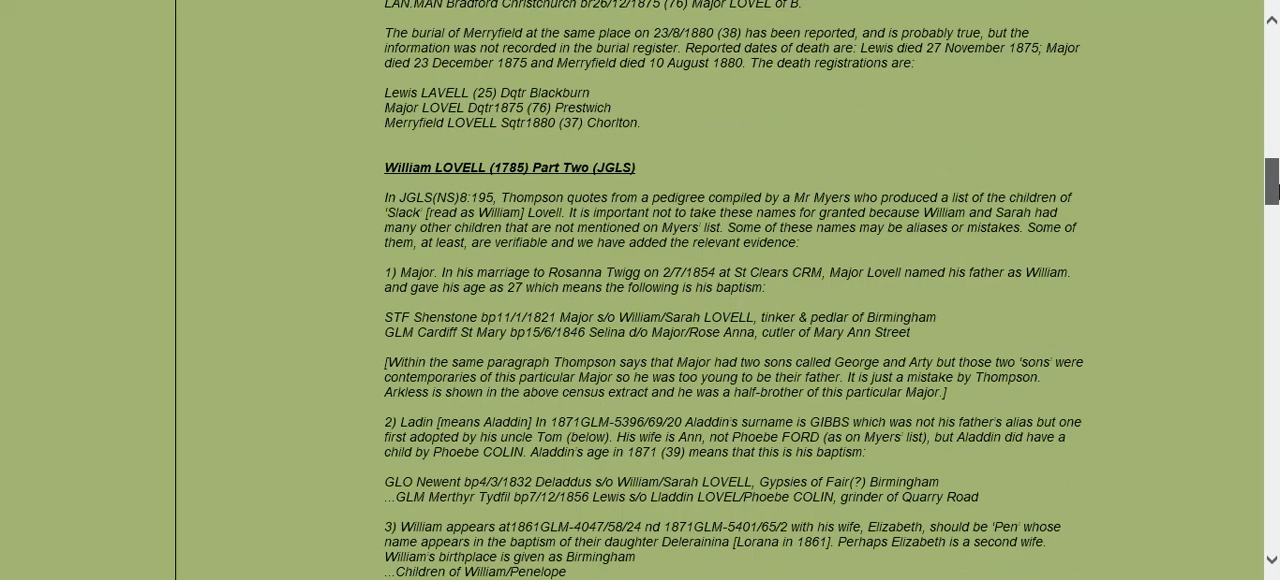 LAN.MAN Bradford Christchurch br26/12/1875 (76) Major LOVEL of B.
The burial of Merryfield at the same place on 23/8/1880 (38) has been reported, and is probably true, but the
information was not recorded in the burial register. Reported dates of death are: Lewis died 27 November 1875; Major
died 23 December 1875 and Merryfield died 10 August 1880. The death registrations are:
Lewis LAVELL (25) Dqtr Blackburn
Major LOVEL Dqtr1875 (76) Prestwich
Merryfield LOVELL Sqtr1880 (37) Chorlton.
William LOVELL (1785) Part Two (JGLS)
In JGLS(NS)8:195, Thompson quotes from a pedigree compiled by a Mr Myers who produced a list of the children of
'Slack' [read as William] Lovell. It is important not to take these names for granted because William and Sarah had
many other children that are not mentioned on Myers' list. Some of these names may be aliases or mistakes. Some of
them, at least, are verifiable and we have added the relevant evidence:
1) Major. In his marriage to Rosanna Twigg on 2/7/1854 at St Clears CRM, Major Lovell named his father as William.
and gave his age as 27 which means the following is his baptism:
STF Shenstone bp11/1/1821 Major s/o William/Sarah LOVELL, tinker & pedlar of Birmingham
GLM Cardiff St Mary bp15/6/1846 Selina d/o Major/Rose Anna, cutler of Mary Ann Street
[Within the same paragraph Thompson says that Major had two sons called George and Arty but those two 'sons' were
contemporaries of this particular Major so he was too young to be their father. It is just a mistake by Thompson.
Arkless is shown in the above census extract and he was a half-brother of this particular Major.]
2) Ladin [means Aladdin] In 1871GLM-5396/69/20 Aladdin's surname is GIBBS which was not his father's alias but one
first adopted by his uncle Tom (below). His wife is Ann, not Phoebe FORD (as on Myers' list), but Aladdin did have a
child by Phoebe COLIN. Aladdin's age in 1871 (39) means that this is his baptism:
GLO Newent bp4/3/1832 Deladdus s/o William/Sarah LOVELL, Gypsies of Fair(?) Birmingham
...GLM Merthyr Tydfil bp7/12/1856 Lewis s/o Lladdin LOVEL/Phoebe COLIN, grinder of Quarry Road
3) William appears at1861GLM-4047/58/24 nd 1871GLM-5401/65/2 with his wife, Elizabeth, should be 'Pen' whose
name appears in the baptism of their daughter Delerainina [Lorana in 1861]. Perhaps Elizabeth is a second wife.
William's birthplace is given as Birmingham
...Children of William/Penelope